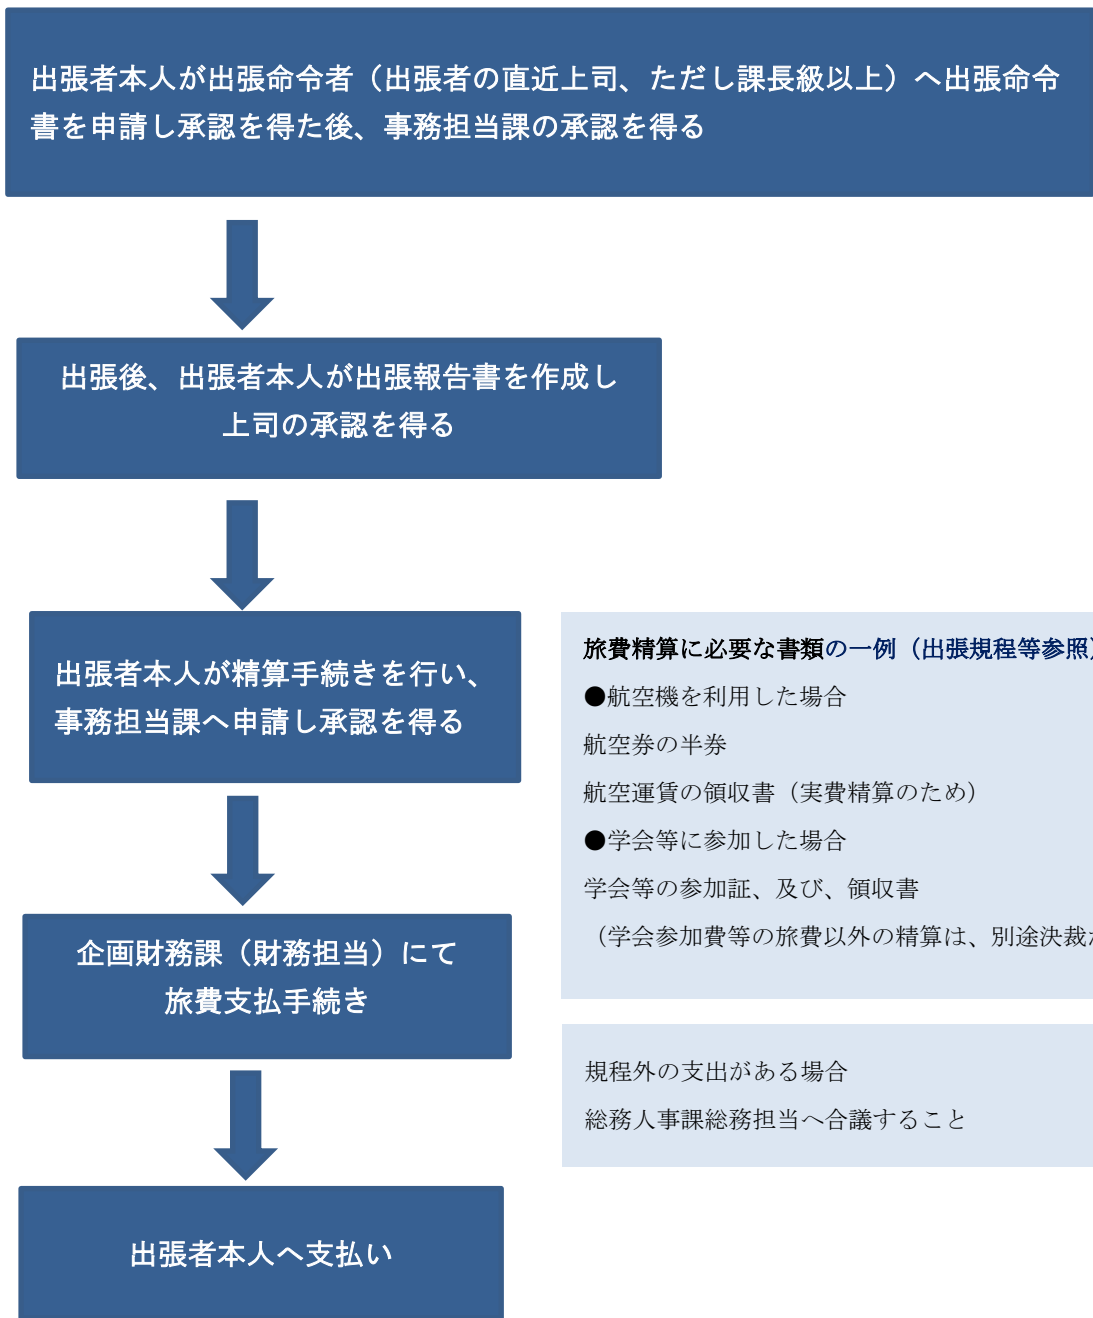 出張者本人が出張命令者（出張者の直近上司、ただし課長級以上）へ出張命令
書を申請し承認を得た後、事務担当課の承認を得る
出張後、出張者本人が出張報告書を作成し
上司の承認を得る
出張者本人が精算手続きを行い、
事務担当課へ申請し承認を得る
旅費精算に必要な書類の一例（出張規程等参照）
●航空機を利用した場合
航空券の半券
航空運賃の領収書（実費精算のため）
●学会等に参加した場合
学会等の参加証、及び、領収書
（学会参加費等の旅費以外の精算は、別途決裁
企画財務課（財務担当）にて
旅費支払手続き
規程外の支出がある場合
総務人事課総務担当へ合議すること
出張者本人へ支払い